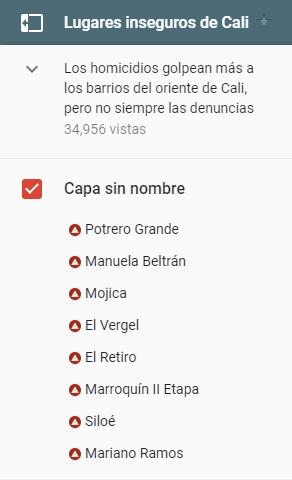 Lugares inseguros de Cali
Los homicidios golpean más a
los barrios del oriente de Cali,
pero no siempre las denuncias
34,956 vistas
Capa sin nombre
Potrero Grande
Manuela Beltrán
Mojica
El Vergel
El Retiro
Marroquín II Etapa
Siloé
Mariano Ramos